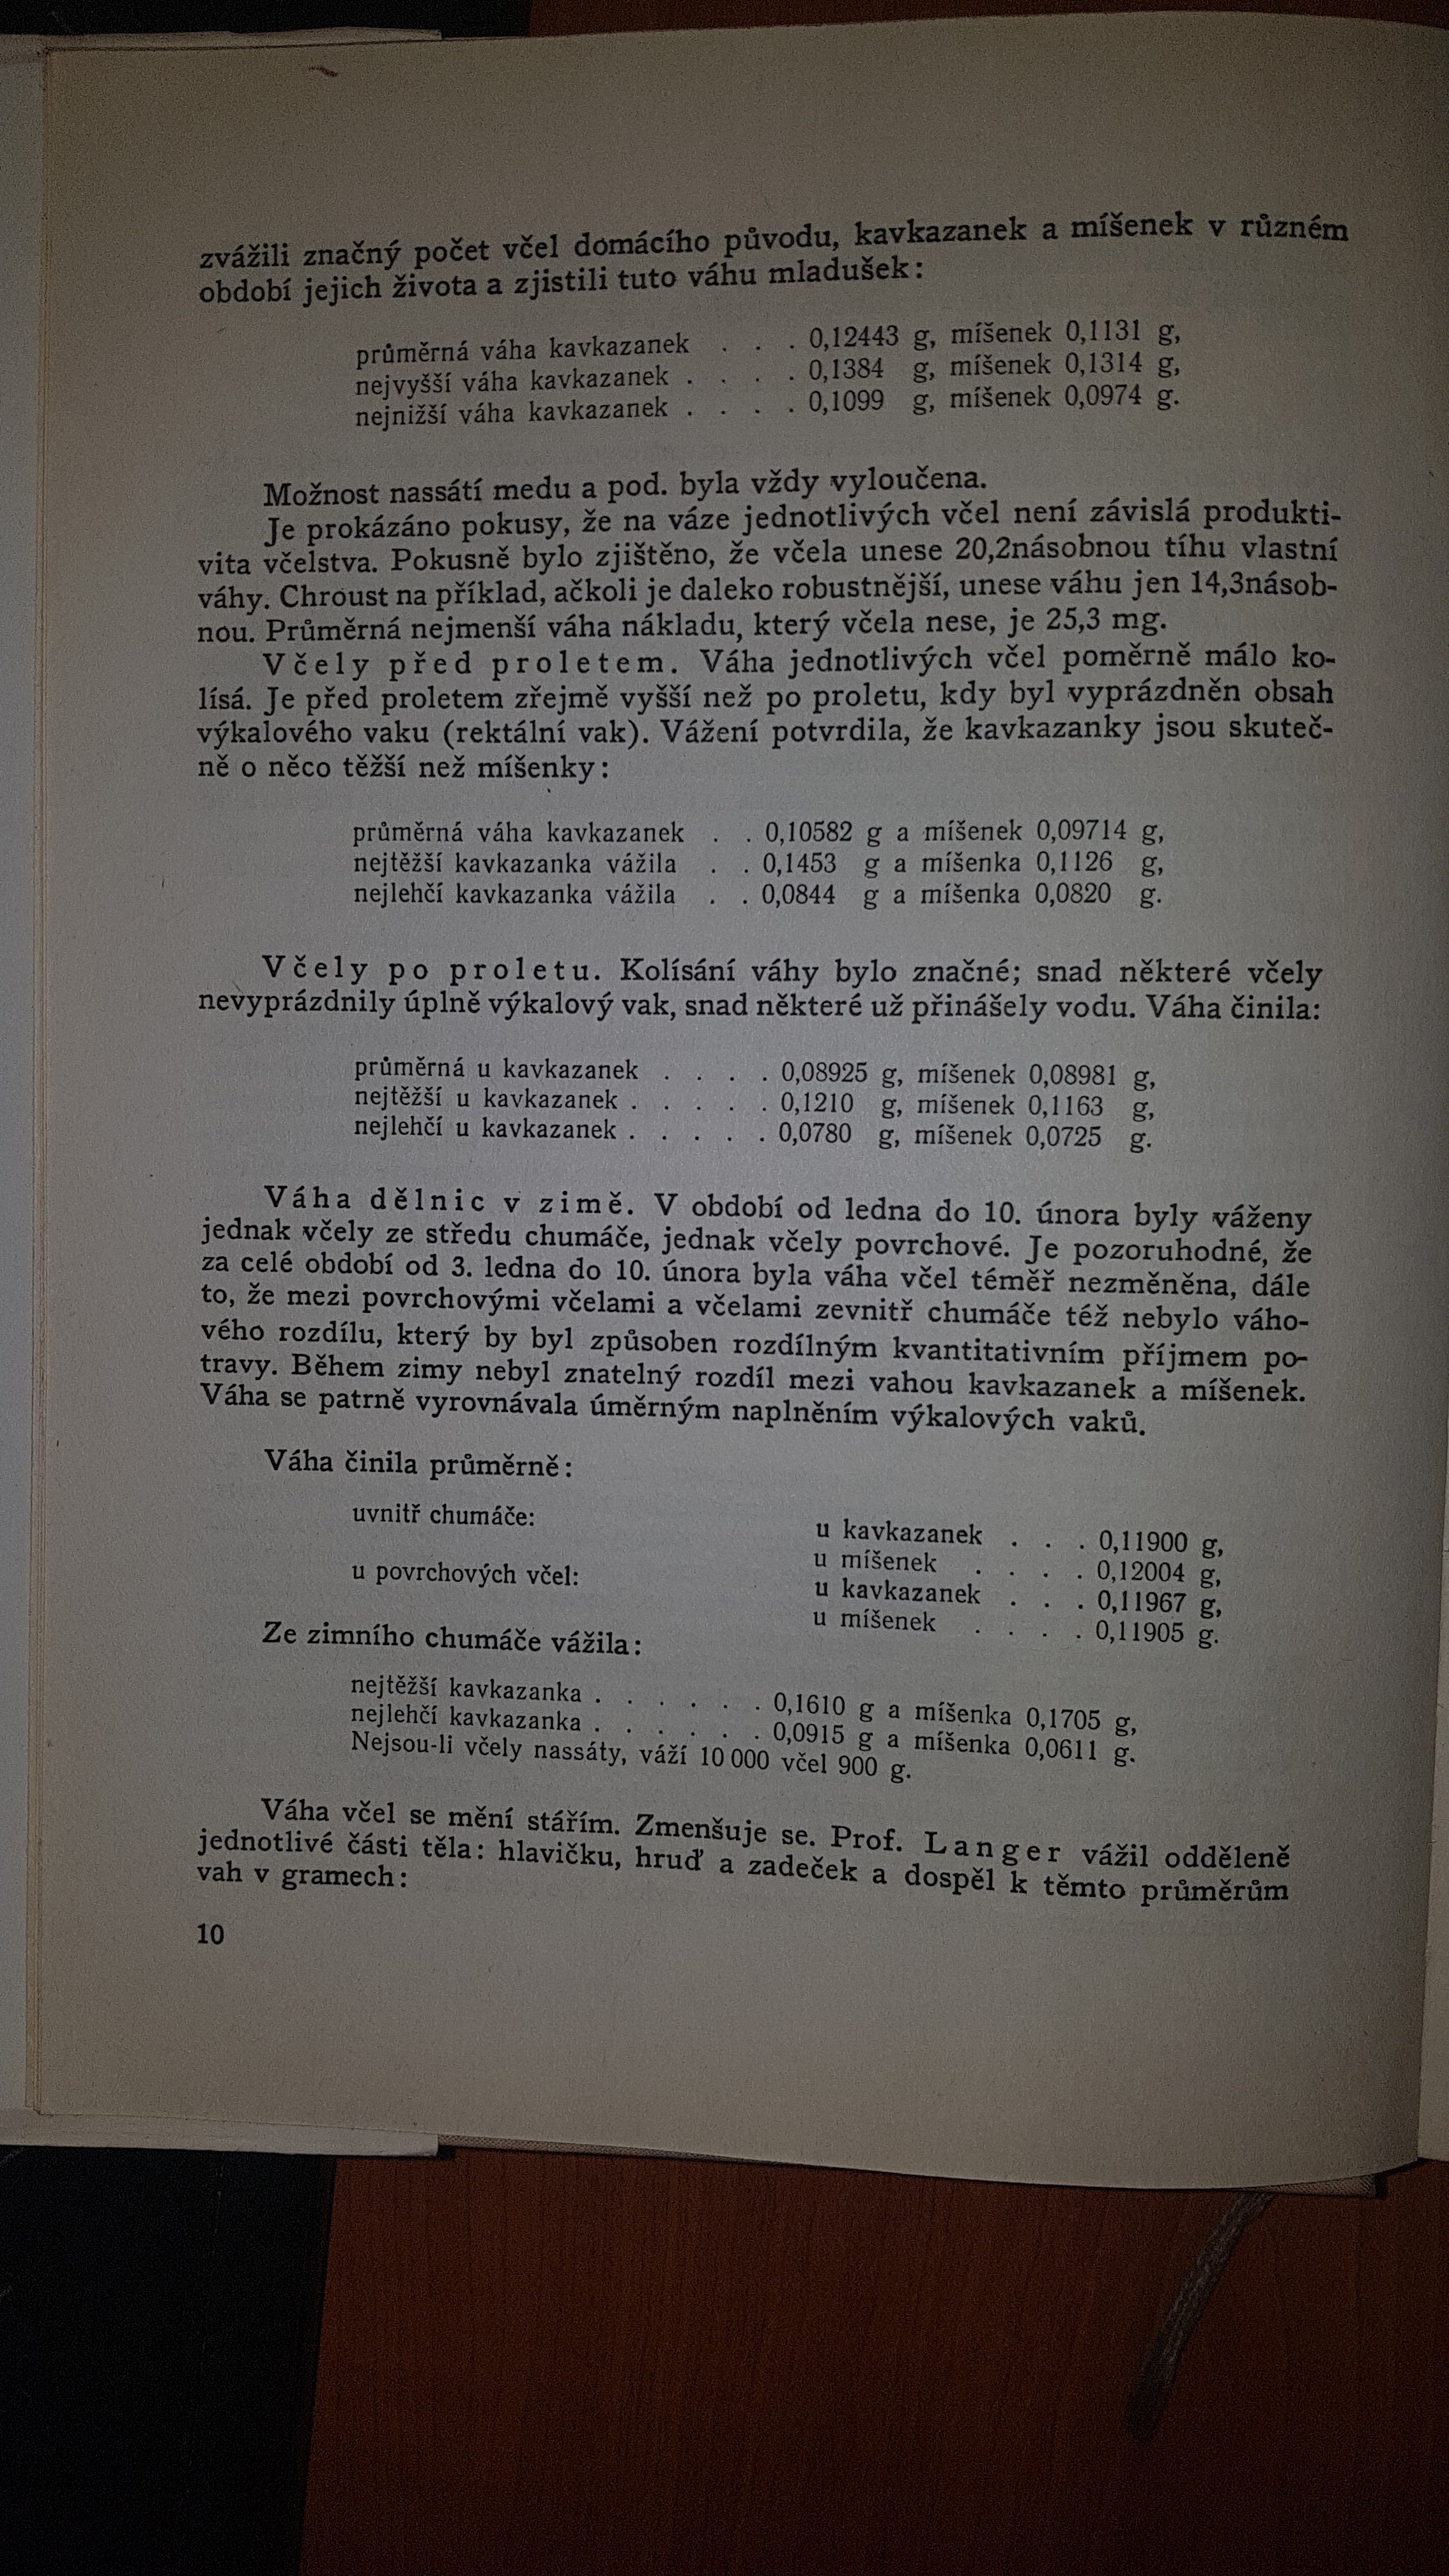 zvážili značný počet včel domácího původu, kavkazanek a míšenek v různém
období jejich života a zjistili tuto váhu mladušek:
průměrná váha kavkazanek . . . 0,12443 g, míšenek 0,1131 g,
nejvyšší váha kavkazanek . . . . 0,1384 g, míšenek 0,1314 g,
nejnižší váha kavkazanek . . . . 0,1099 g, míšenek 0,0974 g.
Možnost nassátí medu a pod. byla vždy vyloučena.
Je prokázáno pokusy, že na váze jednotlivých včel není závislá produkti-
vita včelstva. Pokusně bylo zjištěno, že včela unese 20,2násobnou tíhu vlastní
váhy. Chroust na příklad, ačkoli je daleko robustnější, unese váhu jen 14,3násob-
nou. Průměrná nejmenší váha nákladu, který včela nese, je 25,3 mg.
Včely před proletem. Váha jednotlivých včel poměrně málo ko-
lísá. Je před proletem zřejmě vyšší než po proletu, kdy byl vyprázdněn obsah
výkalového vaku (rektální vak). Vážení potvrdila, že kavkazanky jsou skuteč-
ně o něco těžší než míšenky:
průměrná váha kavkazanek . . 0,10582 g a míšenek 0,09714 g,
nejtěžší kavkazanka vážila . . 0,1453 g a míšenka 0,1126 g,
nejlehčí kavkazanka vážila . . 0,0844 g a míšenka 0,0820 g.
Včely po proletu. Kolísání váhy bylo značné; snad některé včely
nevyprázdnily úplně výkalový vak, snad některé už přinášely vodu. Váha činila:
průměrná u kavkazanek . . . . 0,08925 g, míšenek 0,08981 g,
nejtěžší u kavkazanek . . . . . 0,1210 g, míšenek 0,1163 g,
nejlehčí u kavkazanek . . . . . 0,0780 g, míšenek 0,0725 g.
Váha dělnic v zimě. V období od ledna do 10. února byly váženy
jednak včely ze středu chumáče, jednak včely povrchové. Je pozoruhodné, že
za celé období od 3. ledna do 10. února byla váha včel téměř nezměněna, dále
to, že mezi povrchovými včelami a včelami zevnitř chumáče též nebylo váho-
vého rozdílu, který by byl způsoben rozdílným kvantitativním příjmem po-
travy. Během zimy nebyl znatelný rozdíl mezi vahou kavkazanek a míšenek.
Váha se patrně vyrovnávala úměrným naplněním výkalových vaků.
Váha činila průměrně:
uvnitř chumáče: u kavkazanek . . . 0,11900 g,
u míšenek . . . . 0,12004 g,
u povrchových včel: u kavkazanek . . . 0,11967 g,
u míšenek . . . . 0,11905 g.
Ze zimního chumáče vážila:
nejtěžší kavkazanka . . . . . . 0,1610 g a míšenka 0,1705 g,
nejlehčí kavkazanka . . . . . . 0,0915 g a míšenka 0,0611 g.
Nejsou-li včely nassáty, váží 10 000 včel 900 g.
Váha včel se mění stářím. Zmenšuje se. Prof. Langer vážil odděleně
jednotlivé části těla: hlavičku, hruď a zadeček a dospěl k těmto průměrům
vah v gramech:
10